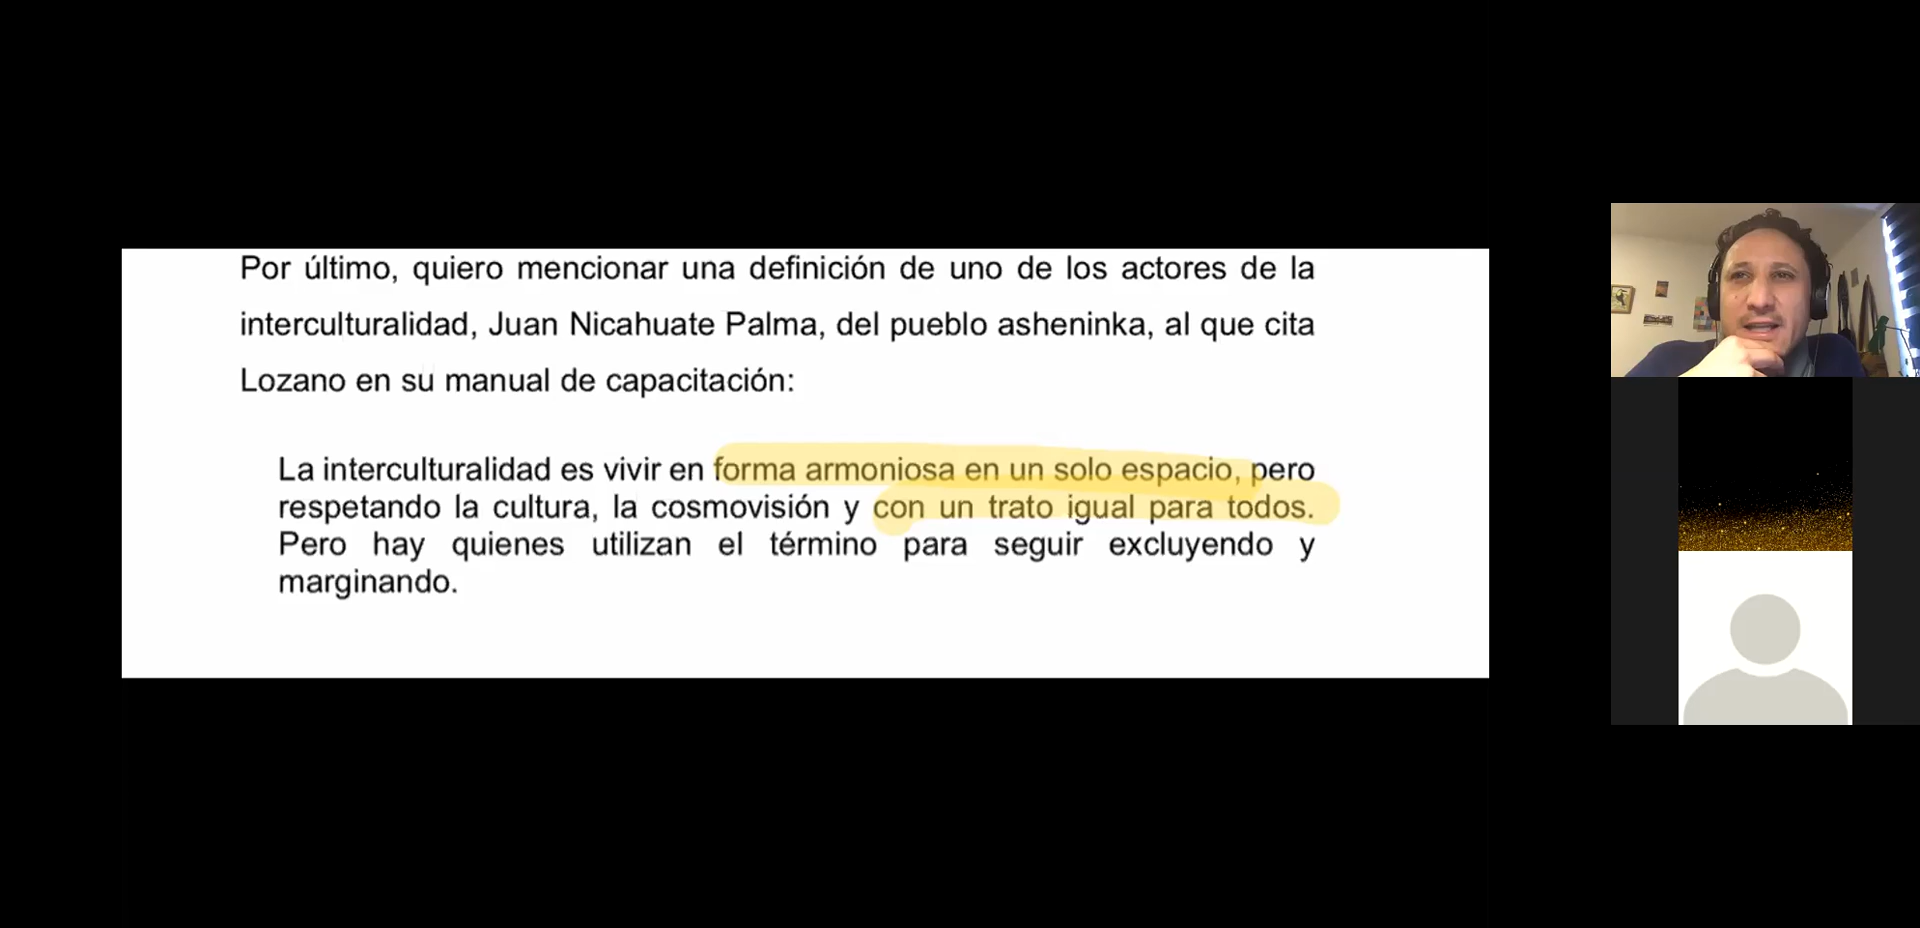 Por último, quiero mencionar una definición de uno de los actores de la
interculturalidad, Juan Nicahuate Palma, del pueblo asheninka, al que cita
Lozano en su manual de capacitación:
La interculturalidad es vivir en forma armoniosa en un solo espacio, pero
respetando la cultura, la cosmovisión y con un trato igual para todos.
Pero hay quienes utilizan el término para seguir excluyendo y
marginando.